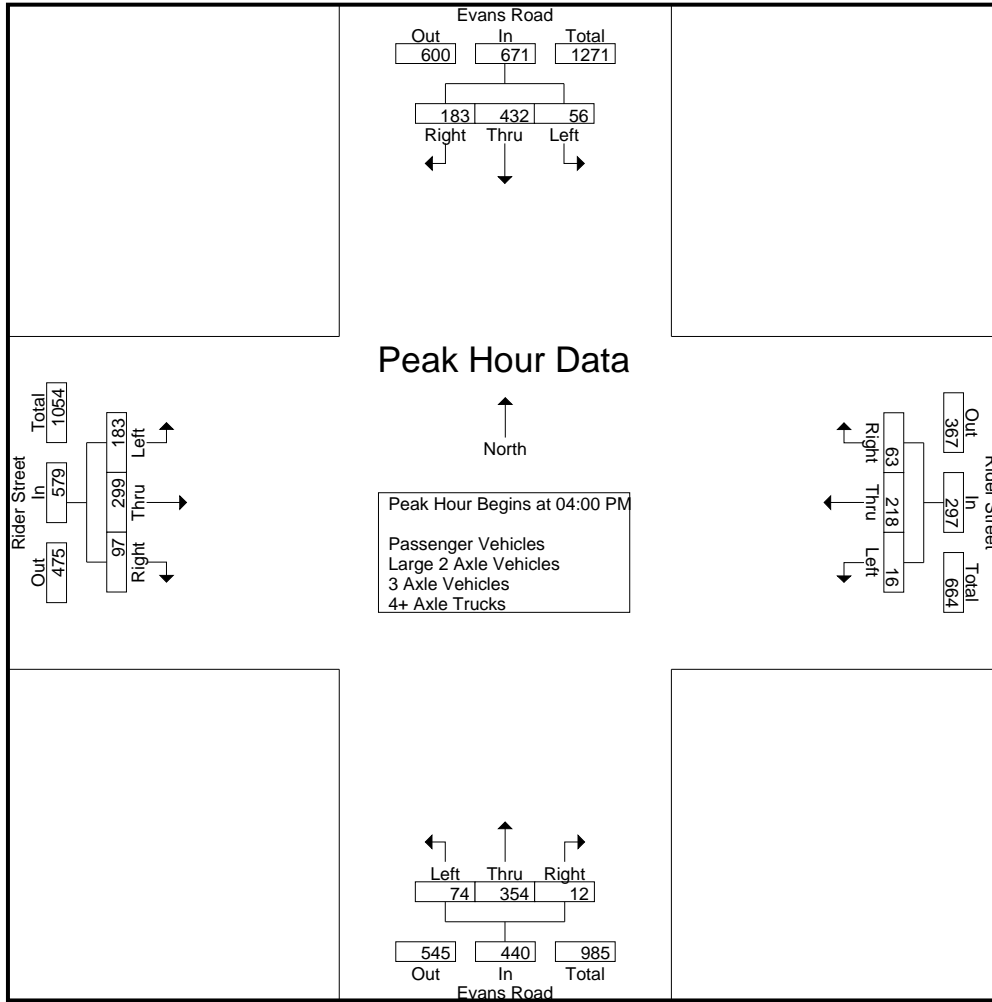 Evans Road
Out In Total
600 671 1271
183 432 56
Right Thru Left
Peak Hour Data
North
Peak Hour Begins at 04:00 PM
Passenger Vehicles
Large 2 Axle Vehicles
3 Axle Vehicles
4+ Axle Trucks
Rider Street
Out In Total
475 579 1054
97 299 183
Right Thru Left
Rider Street
Out In Total
367 297 664
63 218 16
Right Thru Left
Left Thru Right
74 354 12
545 440 985
Out In Total
Evans Road